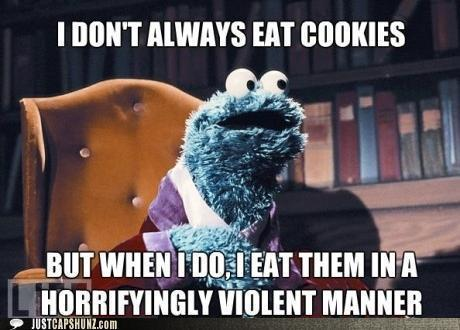 I DON'T ALWAYS EAT COOKIES
BUT WHEN I DO, I EAT THEM IN A
HORRIFYINGLY VIOLENT MANNER
JUSTCAPSHUNZ.COM